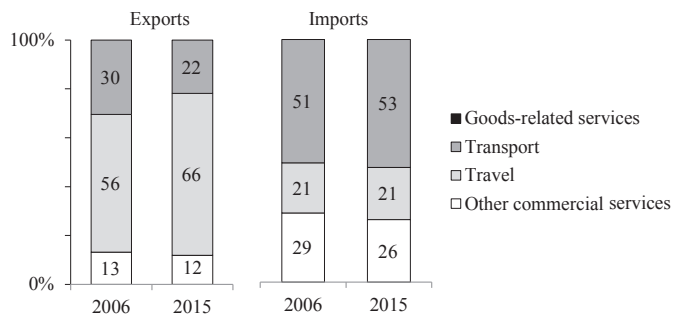 Exports Imports
100%
30 22 51 53
56 66 21 21
13 12 29 26
0%
2006 2015 2006 2015
Goods-related services
Transport
Travel
Other commercial services